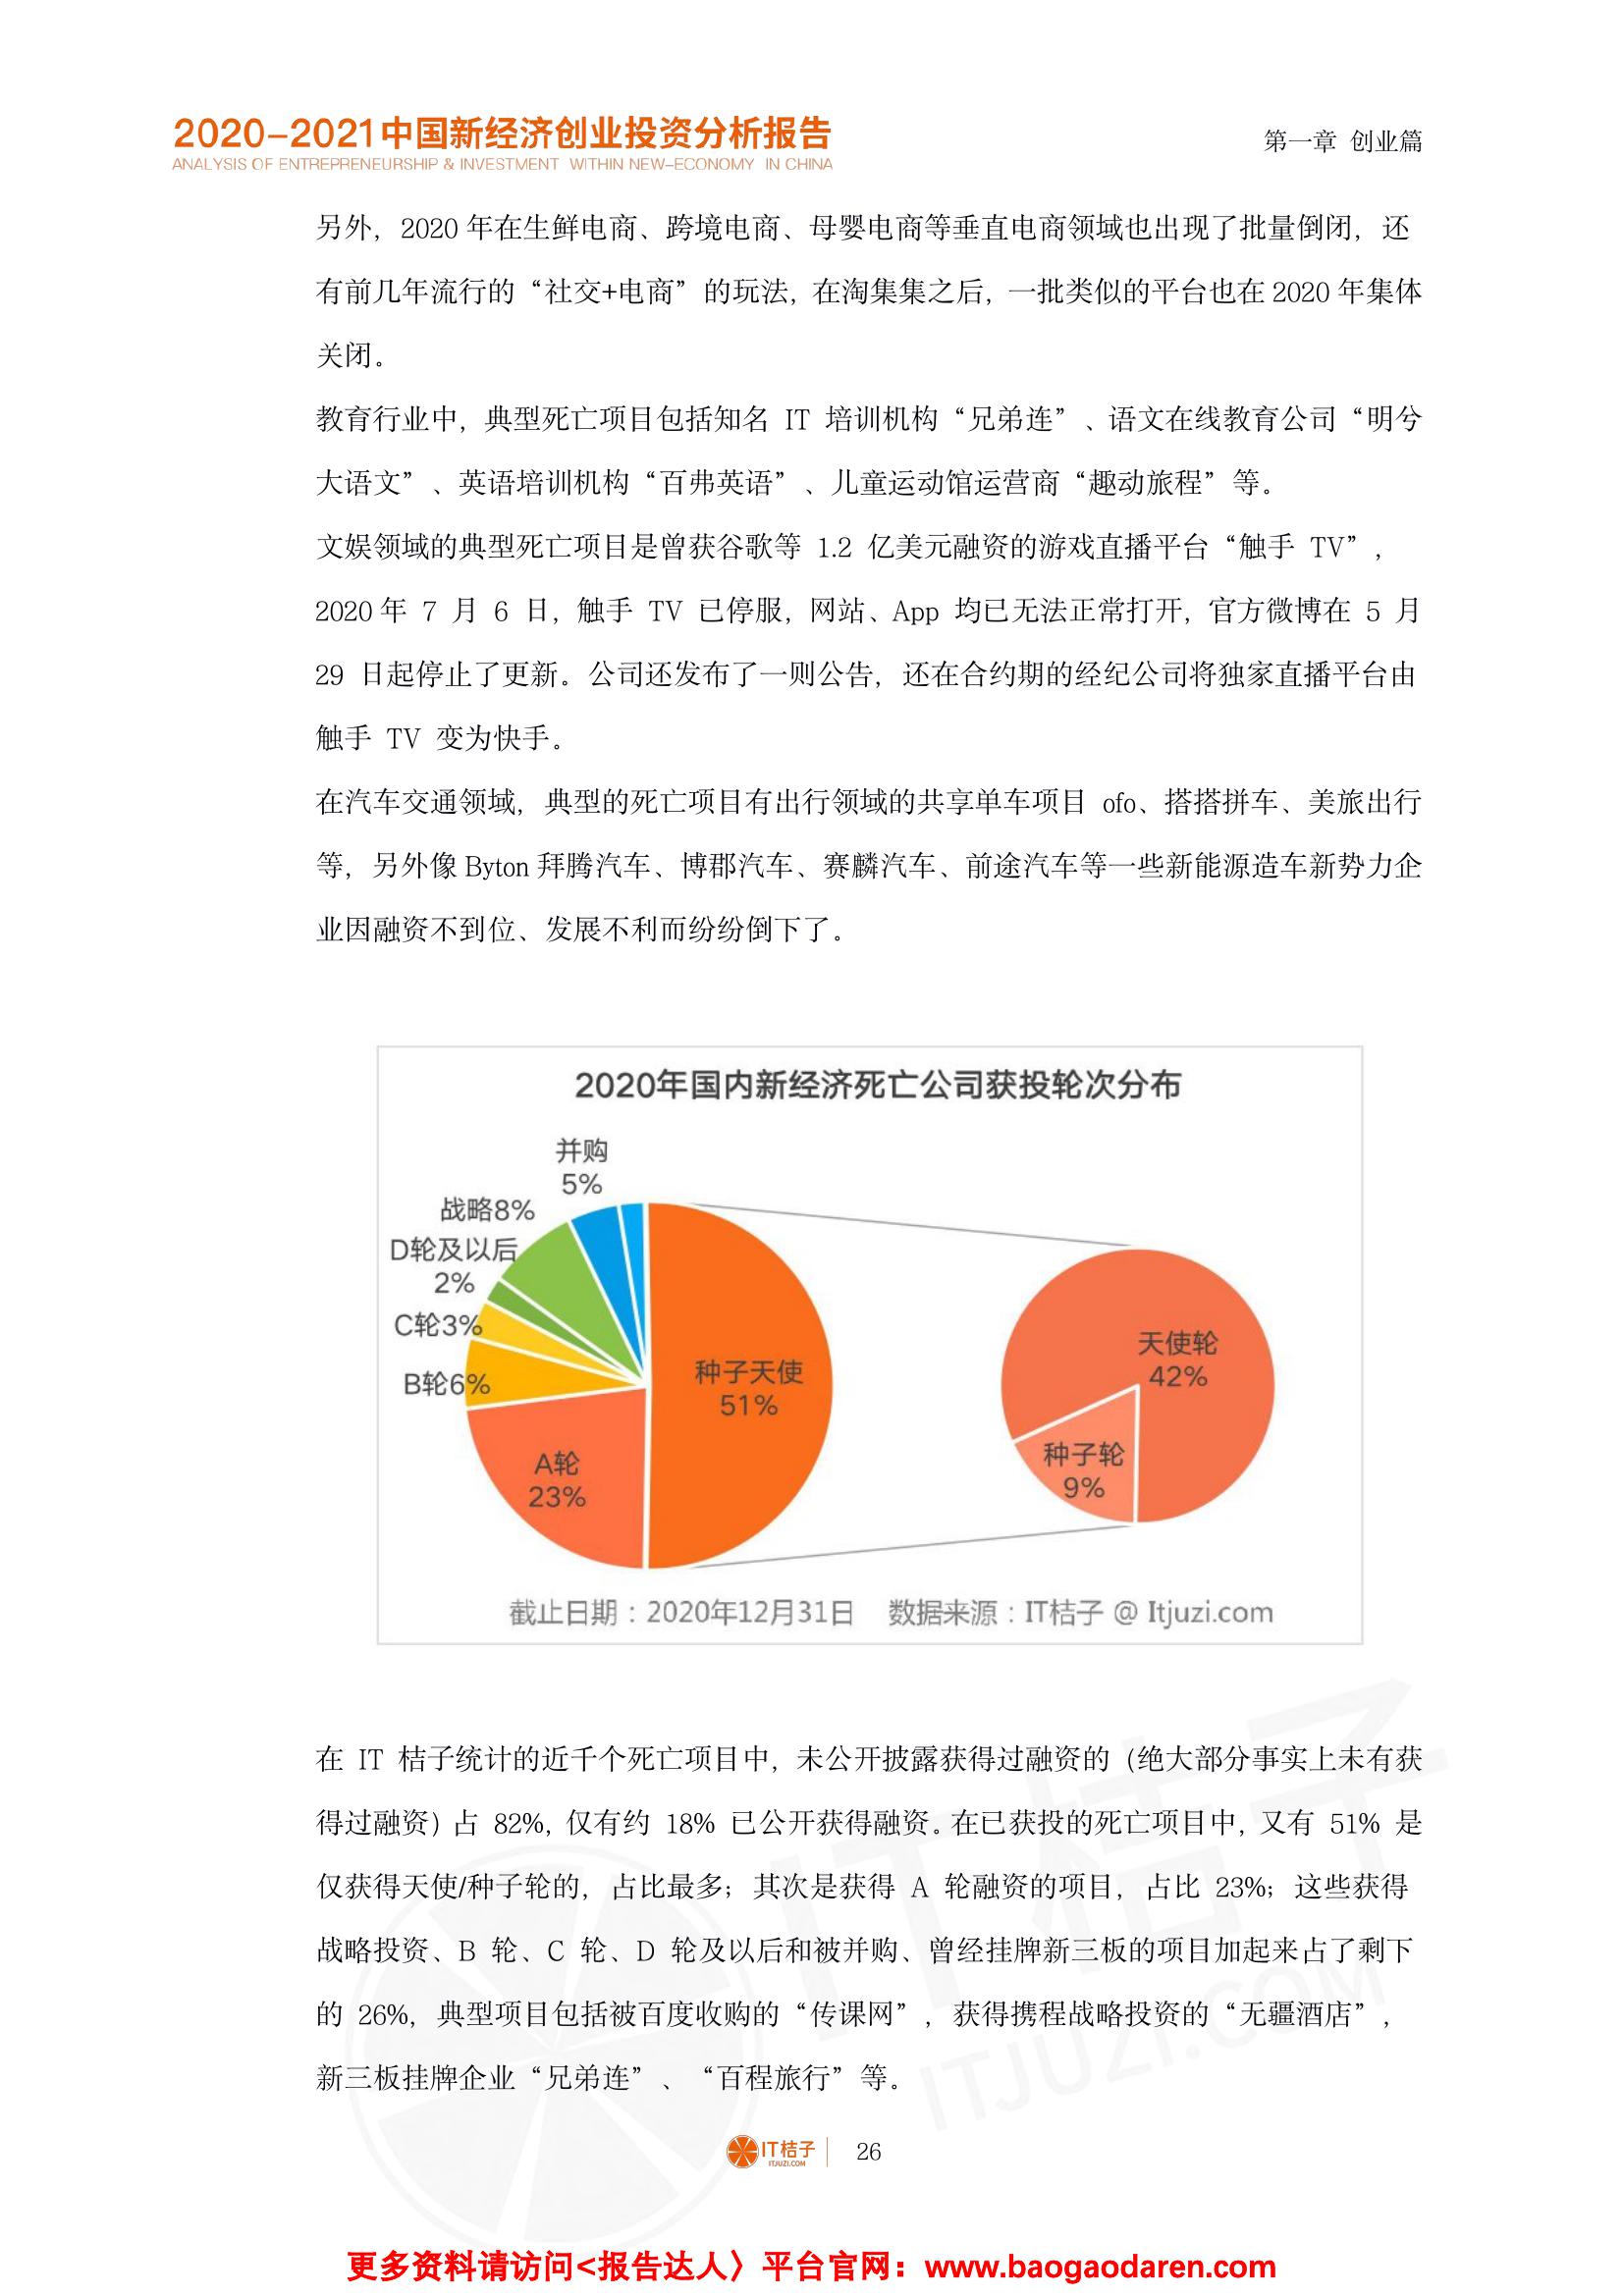 2020-2021中国新经济创业投资分析报告
ANALYSIS OF ENTREPRENEURSHIP & INVESTMENT WITHIN NEW-ECONOMY IN CHINA
第一章 创业篇
另外，2020 年在生鲜电商、跨境电商、母婴电商等垂直电商领域也出现了批量倒闭，还
有前几年流行的“社交+电商”的玩法，在淘集集之后，一批类似的平台也在 2020 年集体
关闭。
教育行业中，典型死亡项目包括知名 IT 培训机构“兄弟连”、语文在线教育公司“明兮
大语文”、英语培训机构“百弗英语”、儿童运动馆运营商“趣动旅程”等。
文娱领域的典型死亡项目是曾获谷歌等 1.2 亿美元融资的游戏直播平台“触手 TV”，
2020 年 7 月 6 日，触手 TV 已停服，网站、App 均已无法正常打开，官方微博在 5 月
29 日起停止了更新。公司还发布了一则公告，还在合约期的经纪公司将独家直播平台由
触手 TV 变为快手。
在汽车交通领域，典型的死亡项目有出行领域的共享单车项目 ofo、搭搭拼车、美旅出行
等，另外像 Byton 拜腾汽车、博郡汽车、赛麟汽车、前途汽车等一些新能源造车新势力企
业因融资不到位、发展不利而纷纷倒下了。
2020年国内新经济死亡公司获投轮次分布
并购
5%
战略8%
D轮及以后
2%
C轮3%
B轮6%
A轮
23%
种子天使
51%
天使轮
42%
种子轮
9%
截止日期：2020年12月31日 数据来源：IT桔子 @ Itjuzi.com
在 IT 桔子统计的近千个死亡项目中，未公开披露获得过融资的（绝大部分事实上未有获
得过融资）占 82%，仅有约 18% 已公开获得融资。在已获投的死亡项目中，又有 51% 是
仅获得天使/种子轮的，占比最多；其次是获得 A 轮融资的项目，占比 23%；这些获得
战略投资、B 轮、C 轮、D 轮及以后和被并购、曾经挂牌新三板的项目加起来占了剩下
的 26%，典型项目包括被百度收购的“传课网”，获得携程战略投资的“无疆酒店”，
新三板挂牌企业“兄弟连”、“百程旅行”等。
IT桔子
ITJUZI.COM
IT桔子
ITJUZI.COM
26
更多资料请访问<报告达人〉平台官网：www.baogaodaren.com